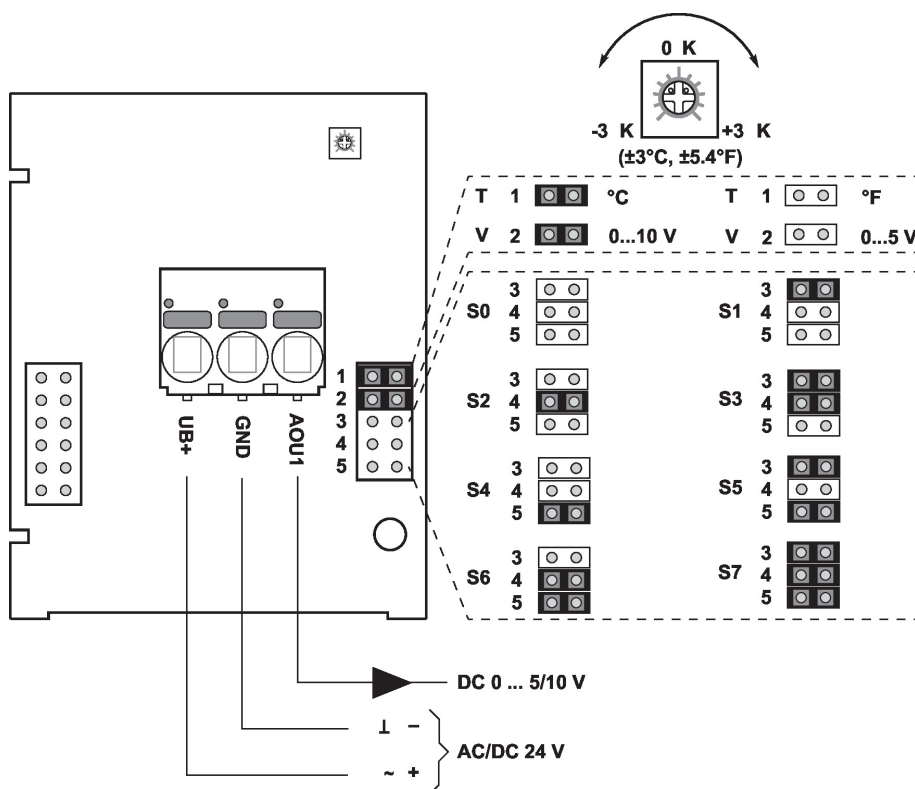 0 K
-3 K +3 K
(±3°C, ±5.4°F)
T 1 °C T 1 °F
V 2 0...10 V V 2 0...5 V
S0 3 4 5
S1 3 4 5
S2 3 4 5
S3 3 4 5
S4 3 4 5
S5 3 4 5
S6 3 4 5
S7 3 4 5
1
2
3
4
5
UB+
GND
AOU1
DC 0 ... 5/10 V
⊥ −
AC/DC 24 V
~ +